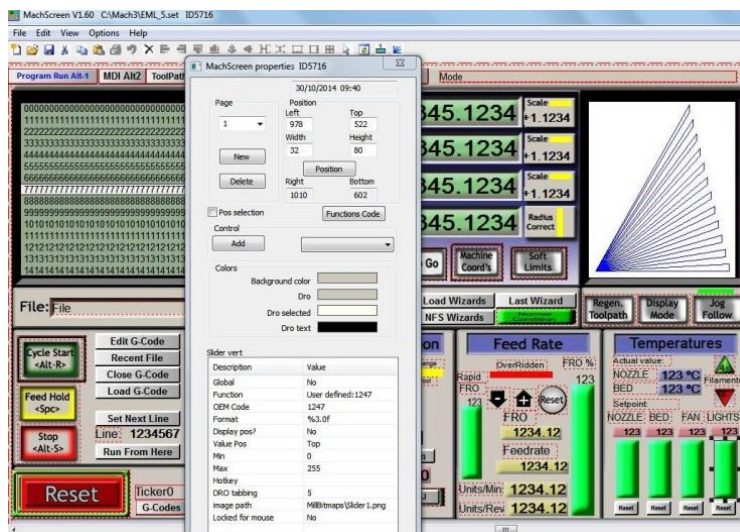 MachScreen V1.60 C:\Mach3\EML_5.set ID5716
File Edit View Options Help
Program Run Alt-1 MDI Alt2 ToolPat
Mode
MachScreen properties ID5716
30/10/2014 09:40
Page
1
New
Delete
Position
Left Top
978 522
Width Height
32 80
Position
Right Bottom
1010 602
Pos selection
Functions Code
Control
Add
Colors
Background color
Dro
Dro selected
Dro text
Slider vert
Description Value
Global No
Function User defined:1247
OEM Code 1247
Format %3.0f
Display pos? No
Value Pos Top
Min 0
Max 255
Hotkey
DRO tabbing 5
Image path MillBitmaps\Slider1.png
Locked for mouse No
345.1234 Scale +1.1234
345.1234 Scale +1.1234
345.1234 Scale +1.1234
345.1234 Radius Correct
Go Machine Coord's Soft Limits
File: File
Load Wizards Last Wizard
NFS Wizards Normal Condition
Regen. Toolpath Display Mode Jog Follow
Cycle Start <Alt-R>
Feed Hold <Spc>
Stop <Alt-S>
Edit G-Code
Recent File
Close G-Code
Load G-Code
Set Next Line
Line: 1234567
Run From Here
Reset
Ticker0
G-Codes
Feed Rate
OverRidden
FRO %
Rapid FRO
123
123
Reset
FRO
1234.12
Feedrate
1234.12
Units/Min 1234.12
Units/Rev 1234.12
Temperatures
Actual value:
NOZZLE 123 °C
BED 123 °C
Filament
Setpoint:
NOZZLE BED FAN LIGHTS
123 123 123 123
Reset Reset Reset Reset